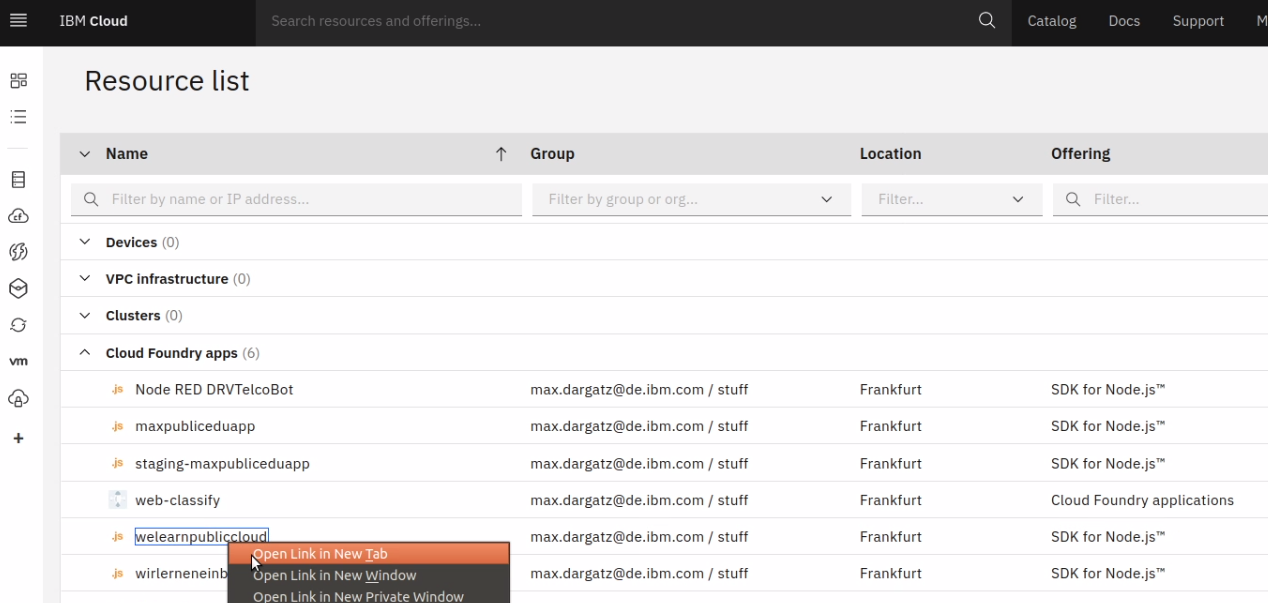 IBM Cloud Search resources and offerings... Catalog Docs Support M
Resource list
Name Group Location Offering
Filter by name or IP address... Filter by group or org... Filter... Filter...
Devices (0)
VPC infrastructure (0)
Clusters (0)
Cloud Foundry apps (6)
.js Node RED DRVTelcoBot max.dargatz@de.ibm.com / stuff Frankfurt SDK for Node.js™
.js maxpubliceduapp max.dargatz@de.ibm.com / stuff Frankfurt SDK for Node.js™
.js staging-maxpubliceduapp max.dargatz@de.ibm.com / stuff Frankfurt SDK for Node.js™
web-classify max.dargatz@de.ibm.com / stuff Frankfurt Cloud Foundry applications
.js welearnpubliccloud max.dargatz@de.ibm.com / stuff Frankfurt SDK for Node.js™
Open Link in New Tab
.js wirlerneneinb max.dargatz@de.ibm.com / stuff Frankfurt SDK for Node.js™
Open Link in New Window
Open Link in New Private Window
cf
vm